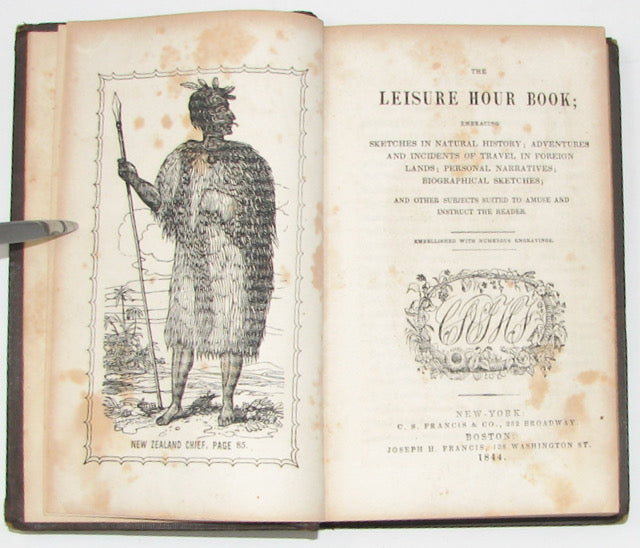 NEW ZEALAND CHIEF, PAGE 85.
THE
LEISURE HOUR BOOK;
EMBRACING
SKETCHES IN NATURAL HISTORY; ADVENTURES
AND INCIDENTS OF TRAVEL IN FOREIGN
LANDS; PERSONAL NARRATIVES;
BIOGRAPHICAL SKETCHES;
AND OTHER SUBJECTS SUITED TO AMUSE AND
INSTRUCT THE READER.
EMBELLISHED WITH NUMEROUS ENGRAVINGS.
NEW-YORK:
C. S. FRANCIS & CO., 252 BROADWAY.
BOSTON:
JOSEPH H. FRANCIS, 128 WASHINGTON ST.
1844.